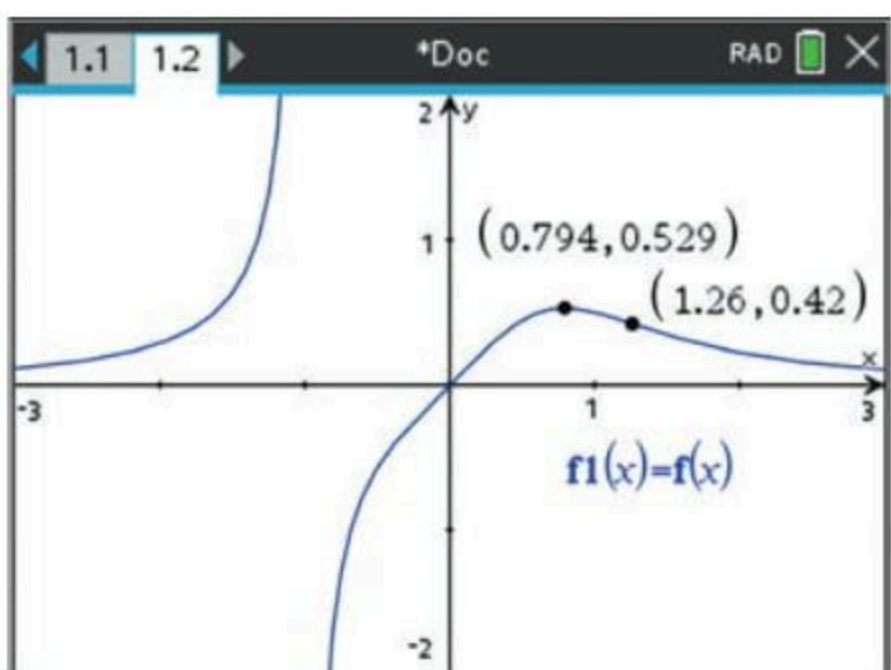 1.1 1.2 *Doc RAD
2 y
1 (0.794,0.529)
(1.26,0.42)
x
-3 1 3
f1(x)=f(x)
-2